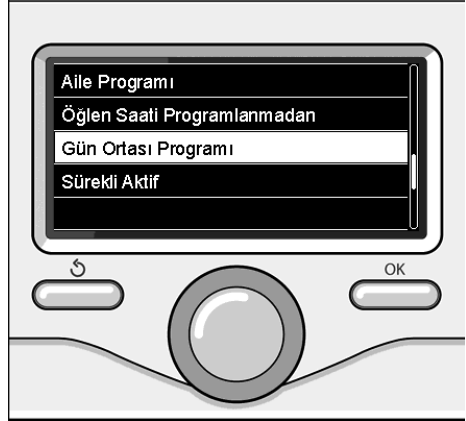 Aile Programı
Öğlen Saati Programlanmadan
Gün Ortası Programı
Sürekli Aktif
OK